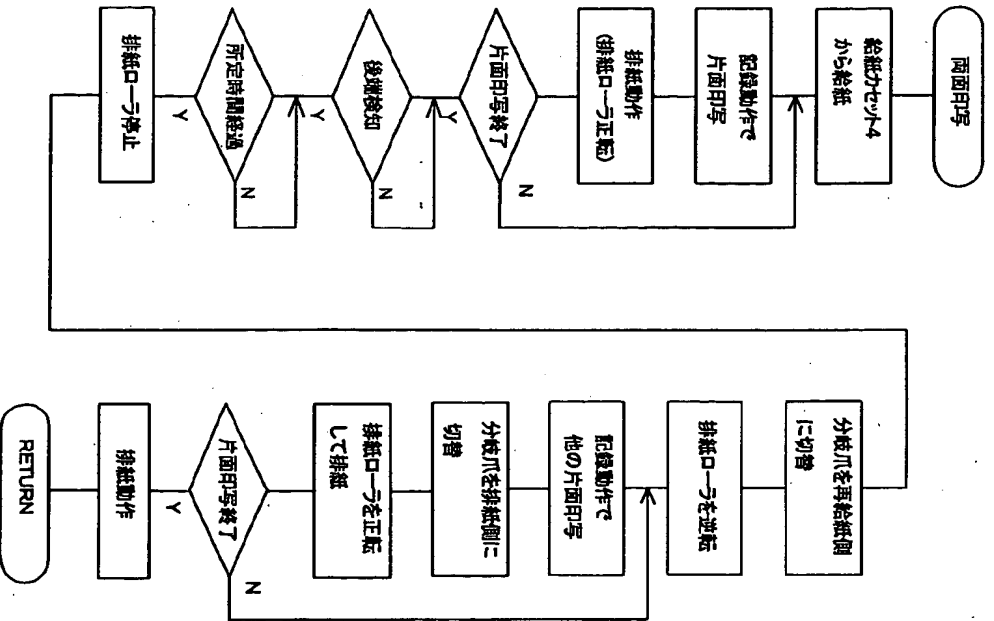 両面印写
給紙カセット4
から給紙
記録動作で
片面印写
排紙動作
(排紙ローラ正転)
片面印写終了
N
Y
後端検知
N
Y
所定時間経過
N
Y
排紙ローラ停止
分岐爪を再給紙側
に切替
排紙ローラを逆転
記録動作で
他の片面印写
分岐爪を排紙側に
切替
排紙ローラを正転
して排紙
片面印写終了
N
Y
排紙動作
RETURN